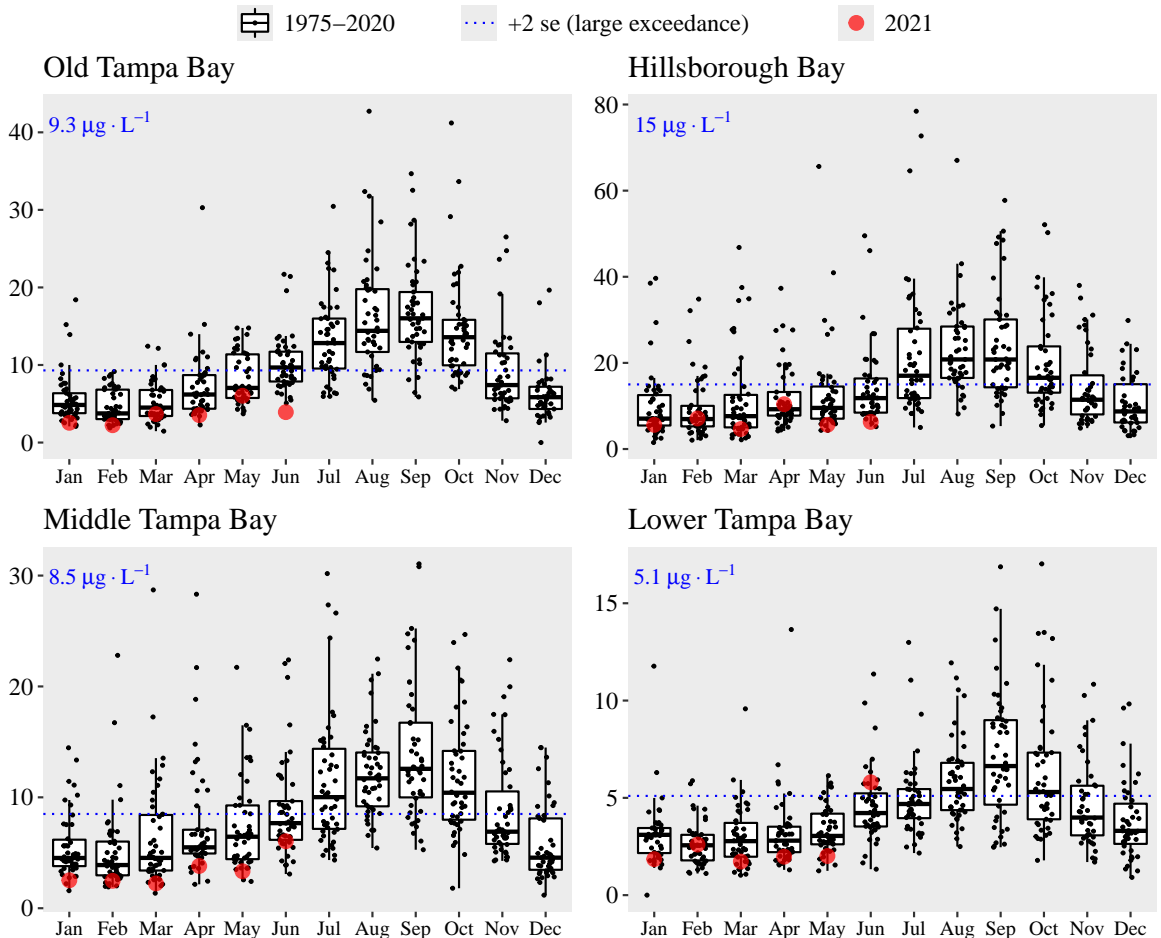 1975–2020 +2 se (large exceedance) 2021
Old Tampa Bay
9.3 μg · L⁻¹
40
30
20
10
0
Jan Feb Mar Apr May Jun Jul Aug Sep Oct Nov Dec
Hillsborough Bay
15 μg · L⁻¹
80
60
40
20
0
Jan Feb Mar Apr May Jun Jul Aug Sep Oct Nov Dec
Middle Tampa Bay
8.5 μg · L⁻¹
30
20
10
0
Jan Feb Mar Apr May Jun Jul Aug Sep Oct Nov Dec
Lower Tampa Bay
5.1 μg · L⁻¹
15
10
5
0
Jan Feb Mar Apr May Jun Jul Aug Sep Oct Nov Dec